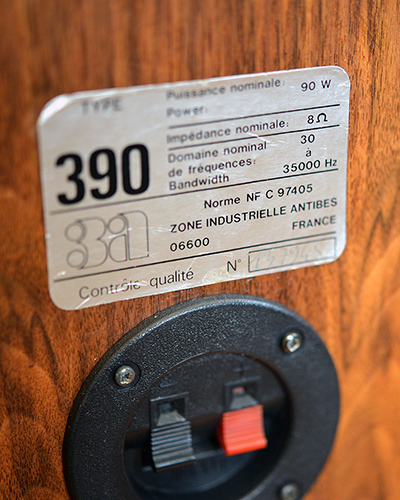 TYPE
390
Puissance nominale: 90 W
Power:
Impédance nominale: 8 Ω
Domaine nominal 30
de fréquences: à
Bandwidth 35000 Hz
Norme NF C 97405
3a
ZONE INDUSTRIELLE ANTIBES
06600 FRANCE
Contrôle qualité N°